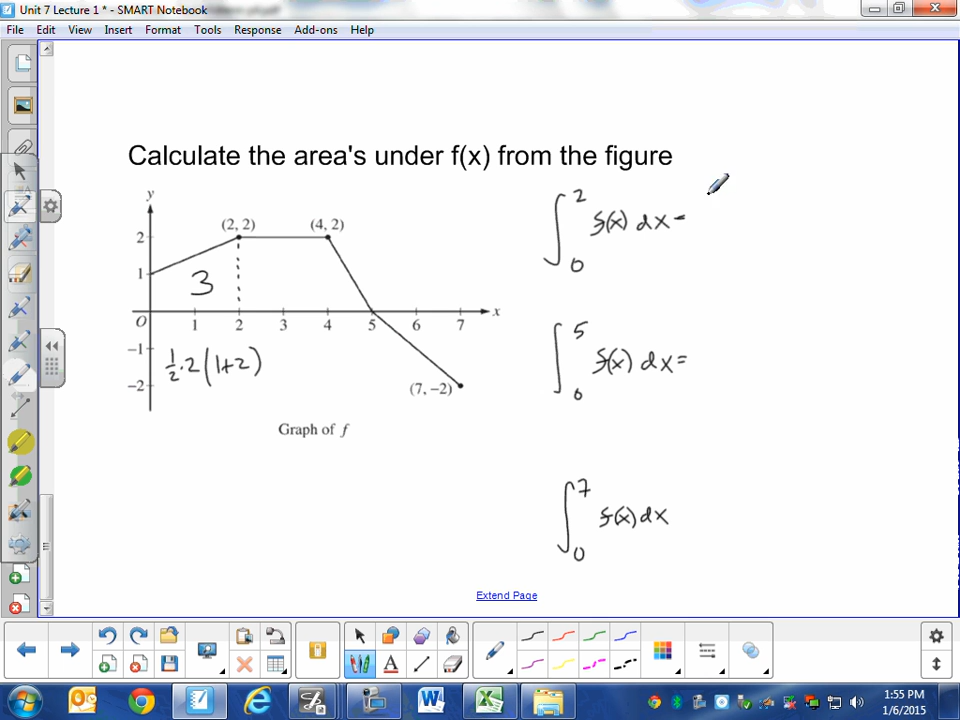 Unit 7 Lecture 1 * - SMART Notebook
File Edit View Insert Format Tools Response Add-ons Help
Calculate the area's under f(x) from the figure
y
(2, 2) (4, 2)
2
1
3
O 1 2 3 4 5 6 7 x
−1
−2
½·2(1+2)
(7, −2)
Graph of f
∫₀² f(x) dx =
∫₀⁵ f(x) dx =
∫₀⁷ f(x) dx
Extend Page
A
1:55 PM
1/6/2015